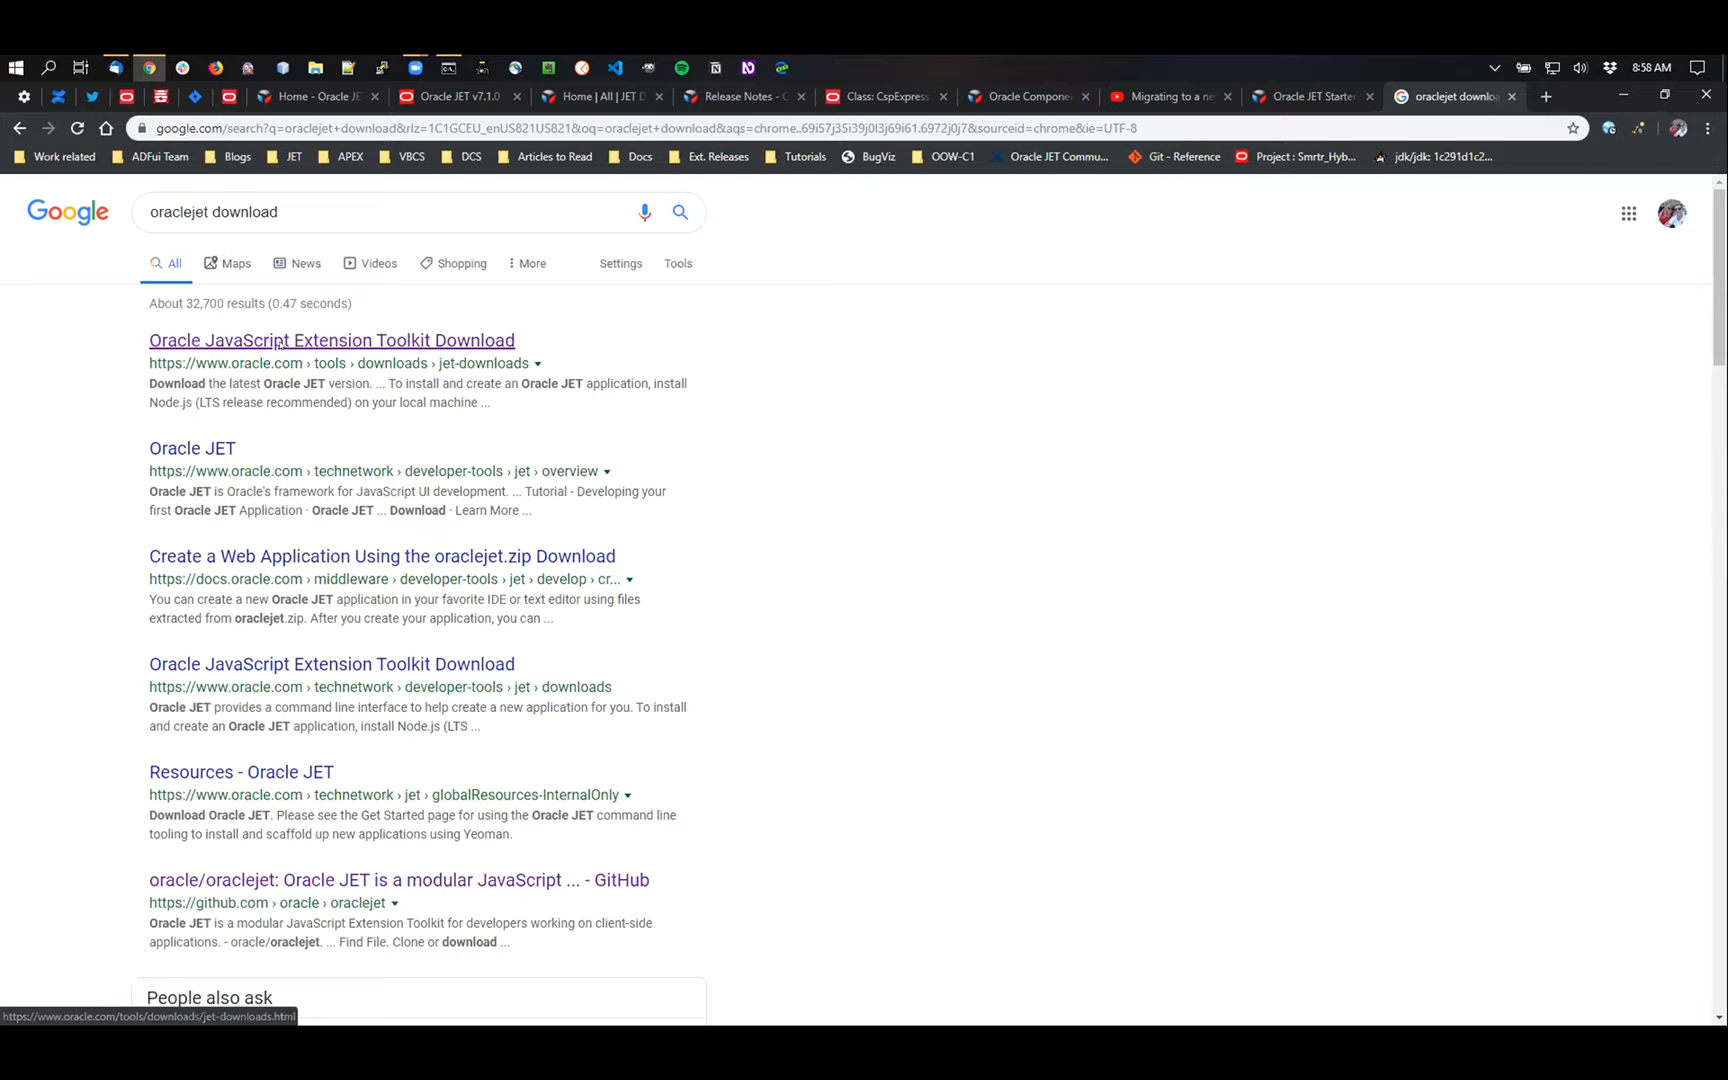 8:58 AM
Home - Oracle JE
Oracle JET v7.1.0
Home | All | JET D
Release Notes -
Class: CspExpress
Oracle Compone
Migrating to a ne
Oracle JET Starte
oraclejet downloa
google.com/search?q=oraclejet+download&rlz=1C1GCEU_enUS821US821&oq=oraclejet+download&aqs=chrome..69i57j35i39j0l3j69i61.6972j0j7&sourceid=chrome&ie=UTF-8
Work related ADFui Team Blogs JET APEX VBCS DCS Articles to Read Docs Ext. Releases Tutorials BugViz OOW-C1 Oracle JET Commu... Git - Reference Project : Smrtr_Hyb... jdk/jdk: 1c291d1c2...
Google
oraclejet download
All Maps News Videos Shopping More Settings Tools
About 32,700 results (0.47 seconds)
Oracle JavaScript Extension Toolkit Download
https://www.oracle.com › tools › downloads › jet-downloads
Download the latest Oracle JET version. ... To install and create an Oracle JET application, install
Node.js (LTS release recommended) on your local machine ...
Oracle JET
https://www.oracle.com › technetwork › developer-tools › jet › overview
Oracle JET is Oracle's framework for JavaScript UI development. ... Tutorial - Developing your
first Oracle JET Application · Oracle JET ... Download · Learn More ...
Create a Web Application Using the oraclejet.zip Download
https://docs.oracle.com › middleware › developer-tools › jet › develop › cr...
You can create a new Oracle JET application in your favorite IDE or text editor using files
extracted from oraclejet.zip. After you create your application, you can ...
Oracle JavaScript Extension Toolkit Download
https://www.oracle.com › technetwork › developer-tools › jet › downloads
Oracle JET provides a command line interface to help create a new application for you. To install
and create an Oracle JET application, install Node.js (LTS ...
Resources - Oracle JET
https://www.oracle.com › technetwork › jet › globalResources-InternalOnly
Download Oracle JET. Please see the Get Started page for using the Oracle JET command line
tooling to install and scaffold up new applications using Yeoman.
oracle/oraclejet: Oracle JET is a modular JavaScript ... - GitHub
https://github.com › oracle › oraclejet
Oracle JET is a modular JavaScript Extension Toolkit for developers working on client-side
applications. - oracle/oraclejet. ... Find File. Clone or download ...
People also ask
https://www.oracle.com/tools/downloads/jet-downloads.html